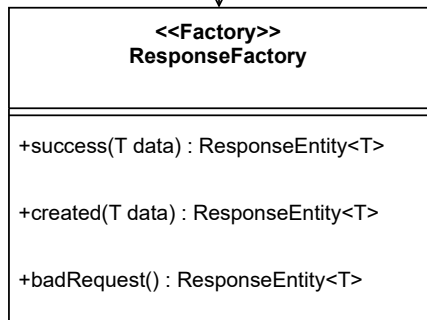 <<Factory>>
ResponseFactory
+success(T data) : ResponseEntity<T>
+created(T data) : ResponseEntity<T>
+badRequest() : ResponseEntity<T>